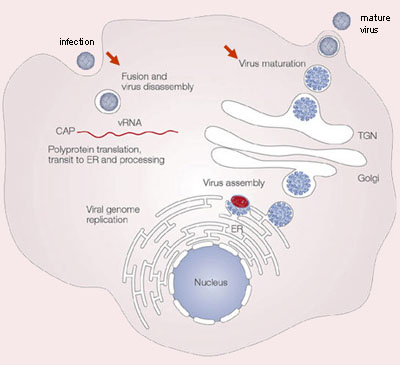 infection
mature
virus
Fusion and
virus disassembly
Virus maturation
vRNA
CAP
TGN
Polyprotein translation,
transit to ER and processing
Golgi
Virus assembly
Viral genome
replication
ER
Nucleus